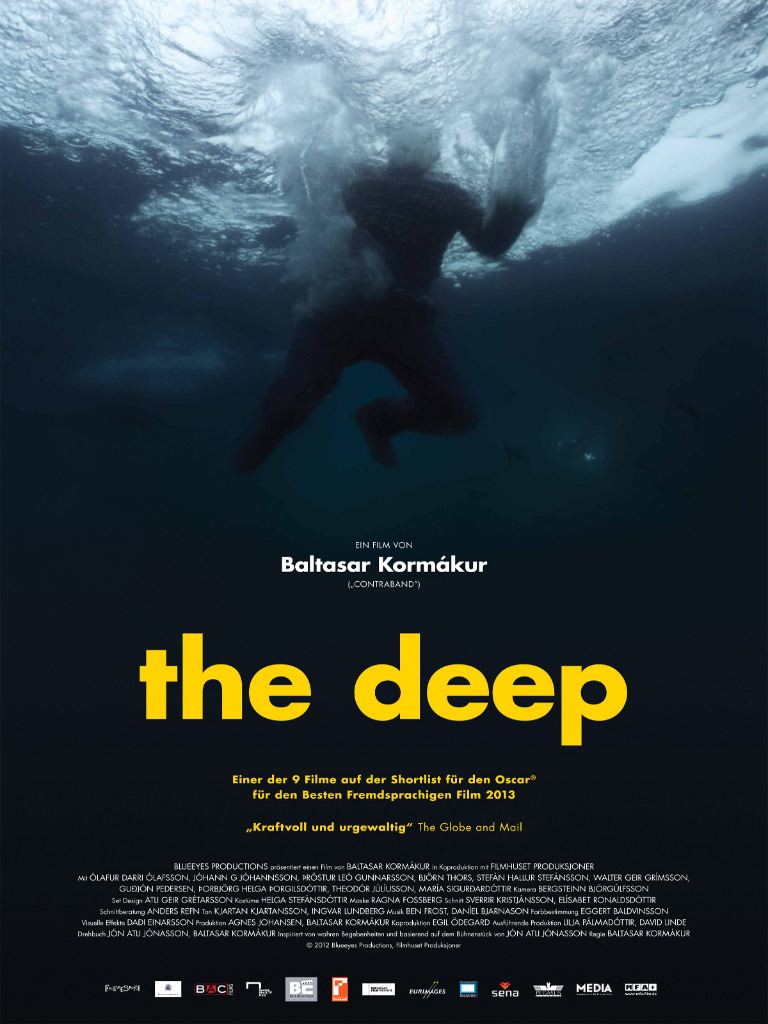 EIN FILM VON
Baltasar Kormákur
(„CONTRABAND“)
the deep
Einer der 9 Filme auf der Shortlist für den Oscar®
für den Besten Fremdsprachigen Film 2013
„Kraftvoll und urgewaltig“ The Globe and Mail
BLUEEYES PRODUCTIONS präsentiert einen Film von BALTASAR KORMÁKUR in Koproduktion mit FILMHUSET PRODUKSJONER
Mit ÓLAFUR DARRI ÓLAFSSON, JÓHANN G JÓHANNSSON, ÞRÖSTUR LEÓ GUNNARSSON, BJÖRN THORS, STEFÁN HALLUR STEFÁNSSON, WALTER GEIR GRÍMSSON,
GUÐJÓN PEDERSEN, ÞORBJÖRG HELGA ÞORGILSDÓTTIR, THEODÓR JÚLÍUSSON, MARÍA SIGURÐARDÓTTIR Kamera BERGSTEINN BJÖRGÚLFSSON
Set Design ATLI GEIR GRÉTARSSON Kostüme HELGA STEFÁNSDÓTTIR Maske RAGNA FOSSBERG Schnitt SVERRIR KRISTJÁNSSON, ELÍSABET RONALDSDÓTTIR
Schnittberatung ANDERS REFN Ton KJARTAN KJARTANSSON, INGVAR LUNDBERG Musik BEN FROST, DANÍEL BJARNASON Farbbestimmung EGGERT BALDVINSSON
Visuelle Effekte DADI EINARSSON Produktion AGNES JOHANSEN, BALTASAR KORMÁKUR Koproduktion EGIL ÖDEGARD Ausführende Produktion LILJA PÁLMADÓTTIR, DAVID LINDE
Drehbuch JÓN ATLI JÓNASSON, BALTASAR KORMÁKUR Inspiriert von wahren Begebenheiten und basierend auf dem Bühnenstück von JÓN ATLI JÓNASSON Regie BALTASAR KORMÁKUR
© 2012 Blueeyes Productions, Filmhuset Produksjoner
BAC BE EURIMAGES sena MEDIA MFA+